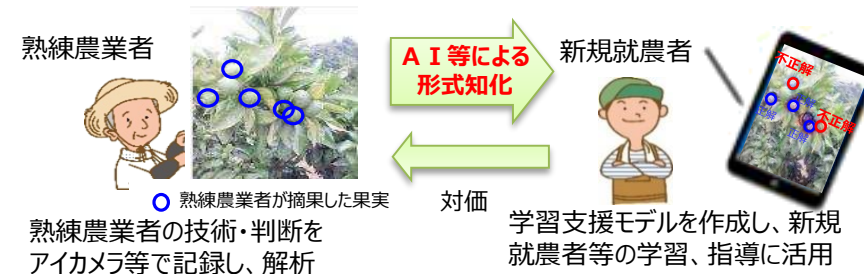 熟練農業者
ＡＩ等による
形式知化
新規就農者
不正解
不正解
正解
正解
熟練農業者が摘果した果実
対価
熟練農業者の技術・判断を
アイカメラ等で記録し、解析
学習支援モデルを作成し、新規
就農者等の学習、指導に活用